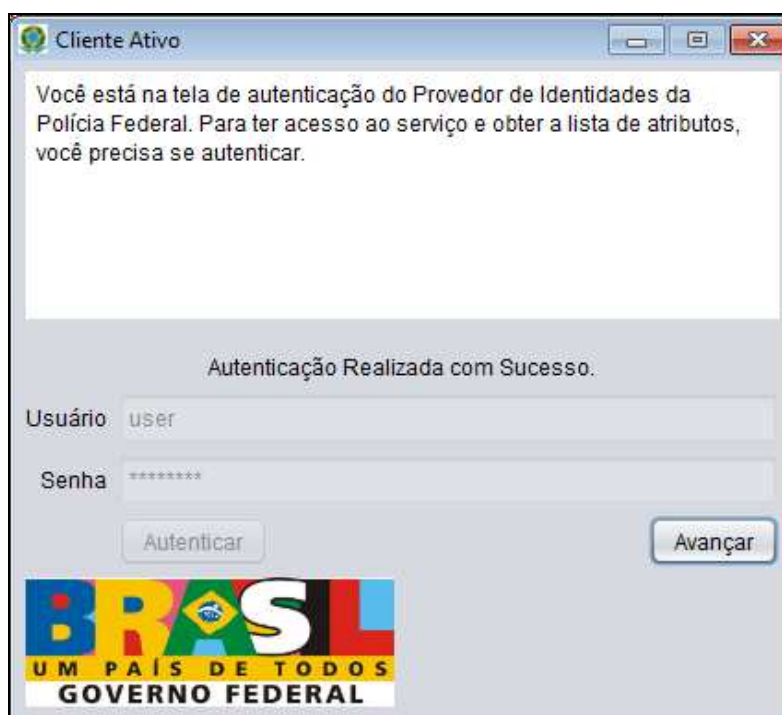 Cliente Ativo
Você está na tela de autenticação do Provedor de Identidades da
Polícia Federal. Para ter acesso ao serviço e obter a lista de atributos,
você precisa se autenticar.
Autenticação Realizada com Sucesso.
Usuário user
Senha ********
Autenticar Avançar
BRASIL
UM PAÍS DE TODOS
GOVERNO FEDERAL